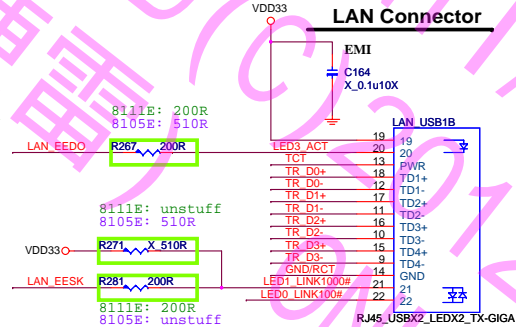 VDD33
LAN Connector
EMI
C164
X_0.1u10X
8111E: 200R
8105E: 510R
LAN_EEDO
R267
200R
LED3_ACT
TCT
TR_D0+
TR_D0-
TR_D1+
TR_D1-
TR_D2+
TR_D2-
TR_D3+
TR_D3-
GND/RCT
LED1_LINK1000#
LED0_LINK100#
LAN_USB1B
19 19
20 20
13 PWR
18 TD1+
12 TD1-
17 TD2+
11 TD2-
16 TD3+
10 TD3-
15 TD4+
9 TD4-
14 GND
21 21
22 22
RJ45_USBX2_LEDX2_TX-GIGA
8111E: unstuff
8105E: 510R
VDD33
R271
X_510R
LAN_EESK
R281
200R
8111E: 200R
8105E: unstuff
雷)
(C)2012